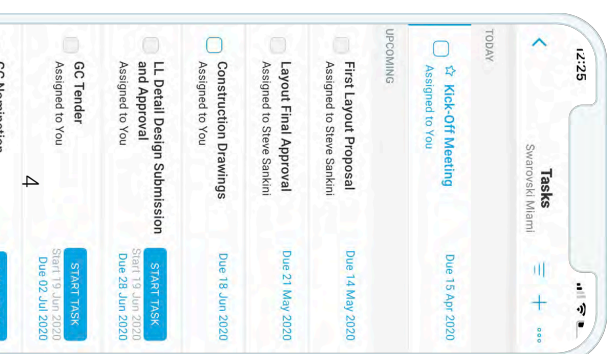 12:25
Tasks
Swarovski Miami
TODAY
Kick-Off Meeting
Assigned to You
Due 15 Apr 2020
UPCOMING
First Layout Proposal
Assigned to Steve Sankini
Due 14 May 2020
Layout Final Approval
Assigned to Steve Sankini
Due 21 May 2020
Construction Drawings
Assigned to You
Due 18 Jun 2020
LL Detail Design Submission
and Approval
Assigned to You
START TASK
Start 19 Jun 2020
Due 28 Jun 2020
GC Tender
Assigned to You
START TASK
Start 19 Jun 2020
Due 02 Jul 2020
4
GC Nomination